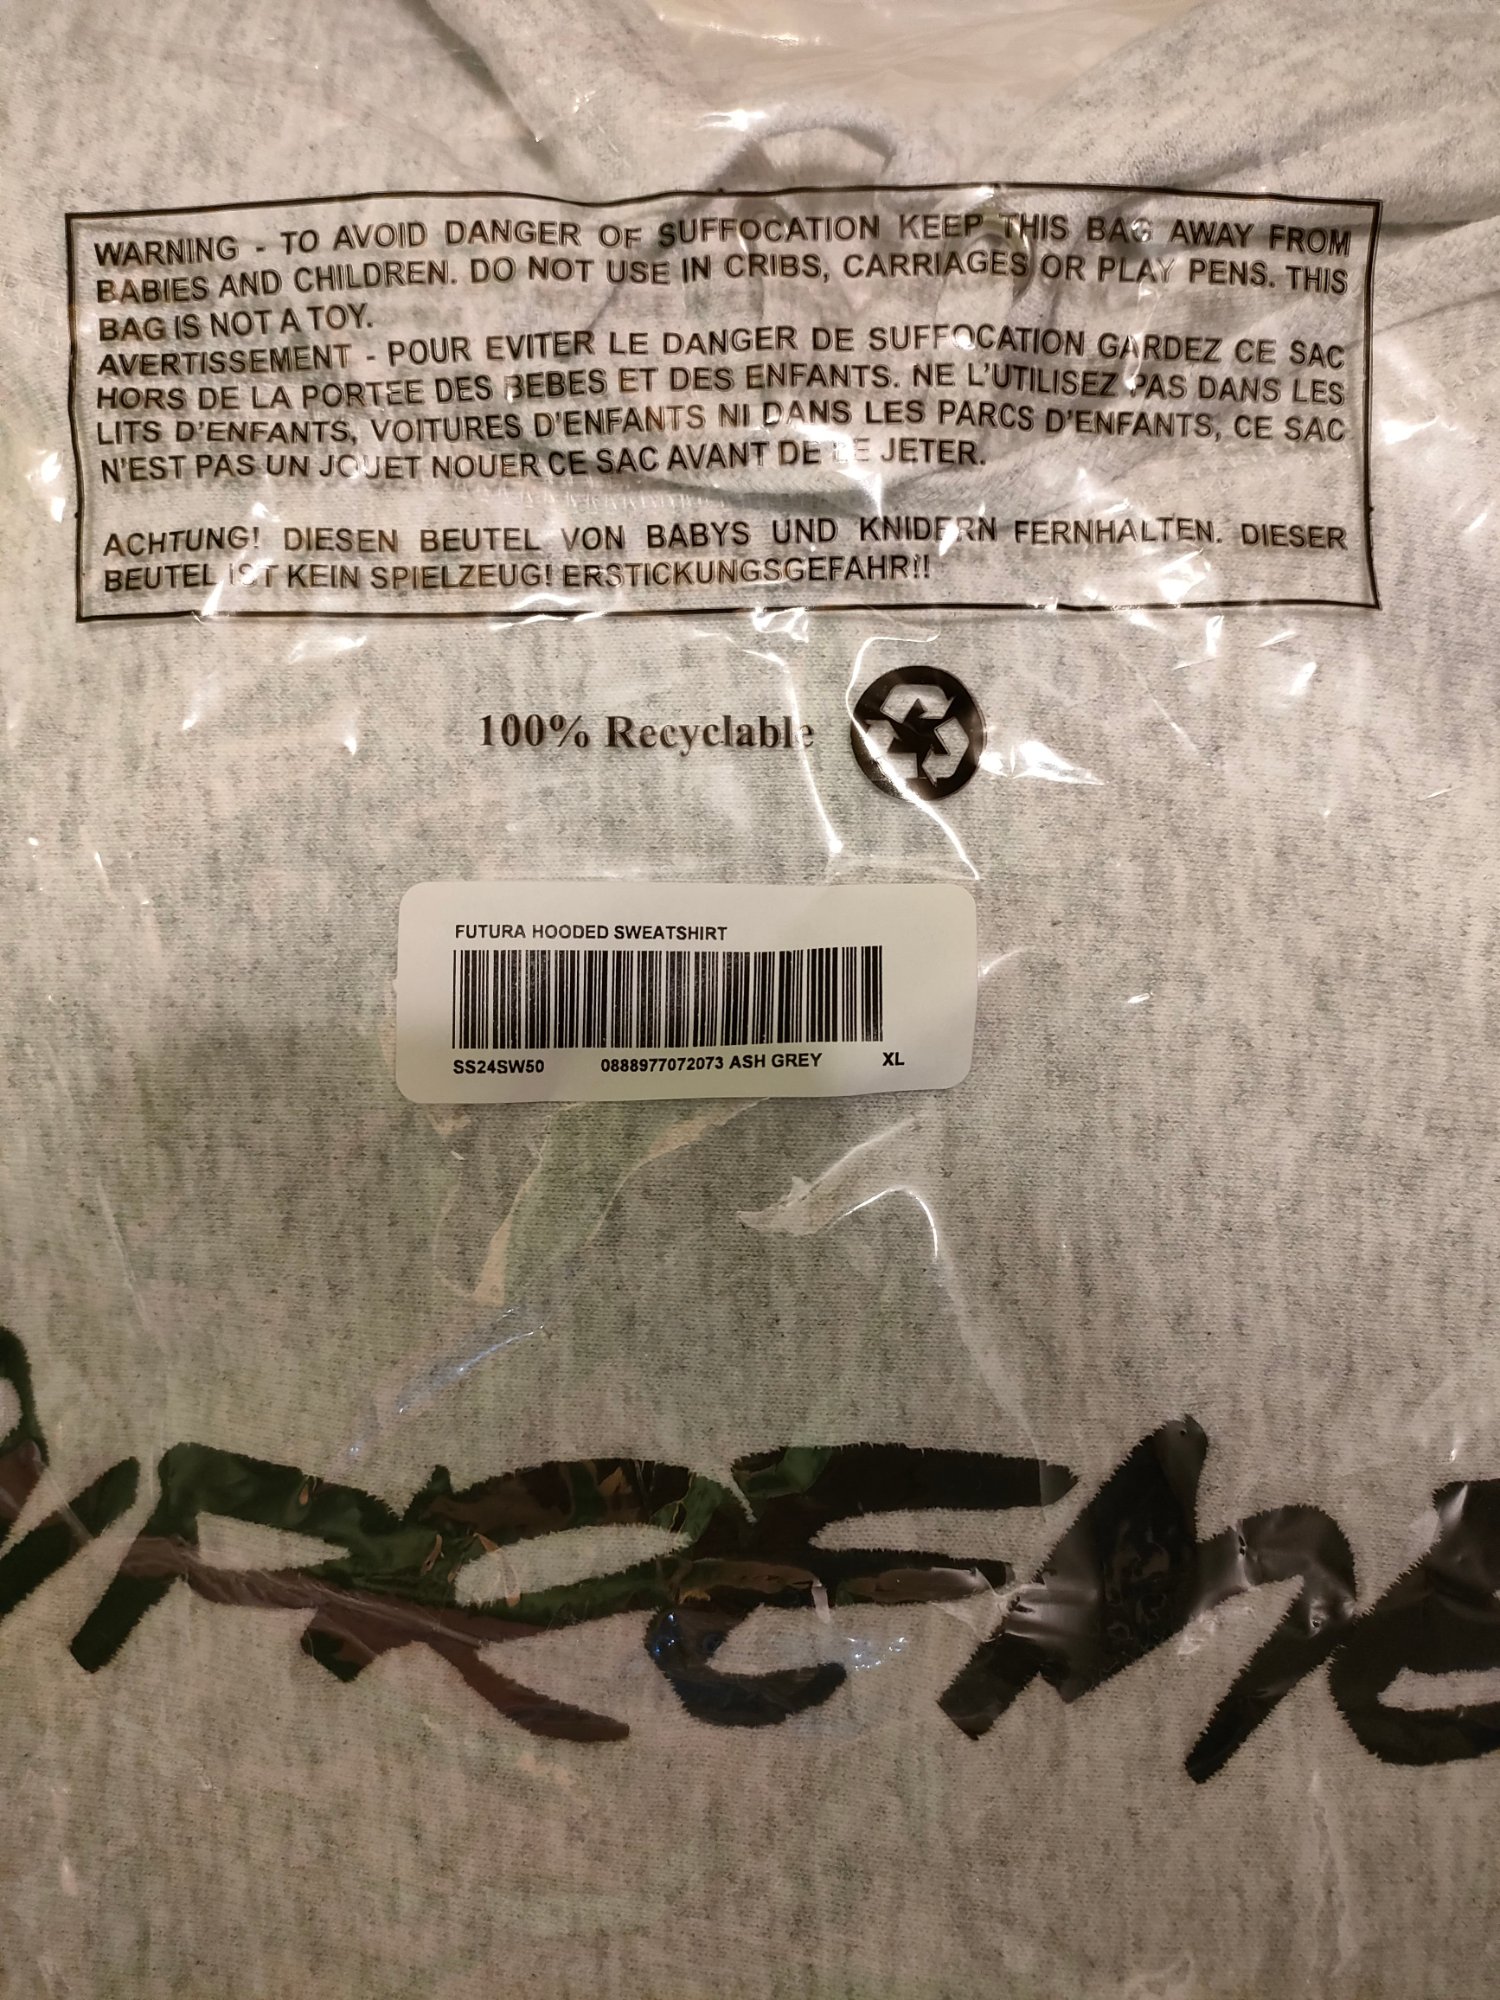 WARNING - TO AVOID DANGER OF SUFFOCATION KEEP THIS BAG AWAY FROM
BABIES AND CHILDREN. DO NOT USE IN CRIBS, CARRIAGES OR PLAY PENS. THIS
BAG IS NOT A TOY.
AVERTISSEMENT - POUR EVITER LE DANGER DE SUFFOCATION GARDEZ CE SAC
HORS DE LA PORTEE DES BEBES ET DES ENFANTS. NE L'UTILISEZ PAS DANS LES
LITS D'ENFANTS, VOITURES D'ENFANTS NI DANS LES PARCS D'ENFANTS, CE SAC
N'EST PAS UN JOUET NOUER CE SAC AVANT DE JETER.
ACHTUNG! DIESEN BEUTEL VON BABYS UND KNIDERN FERNHALTEN. DIESER
BEUTEL IST KEIN SPIELZEUG! ERSTICKUNGSGEFAHR!!
100% Recyclable
FUTURA HOODED SWEATSHIRT
SS24SW50 0888977072073 ASH GREY XL